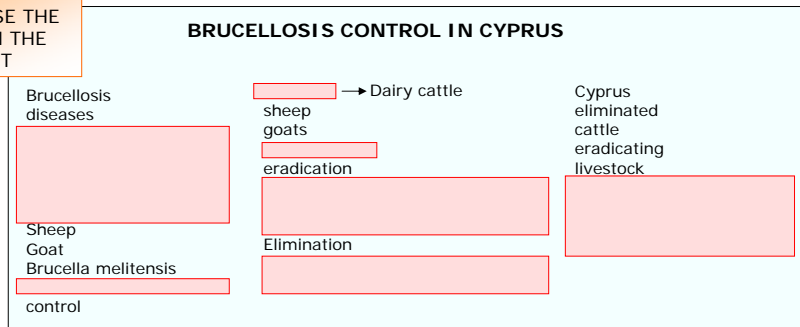 SE THE
N THE
T
BRUCELLOSIS CONTROL IN CYPRUS
Brucellosis
diseases
Sheep
Goat
Brucella melitensis
control
Dairy cattle
sheep
goats
eradication
Elimination
Cyprus
eliminated
cattle
eradicating
livestock